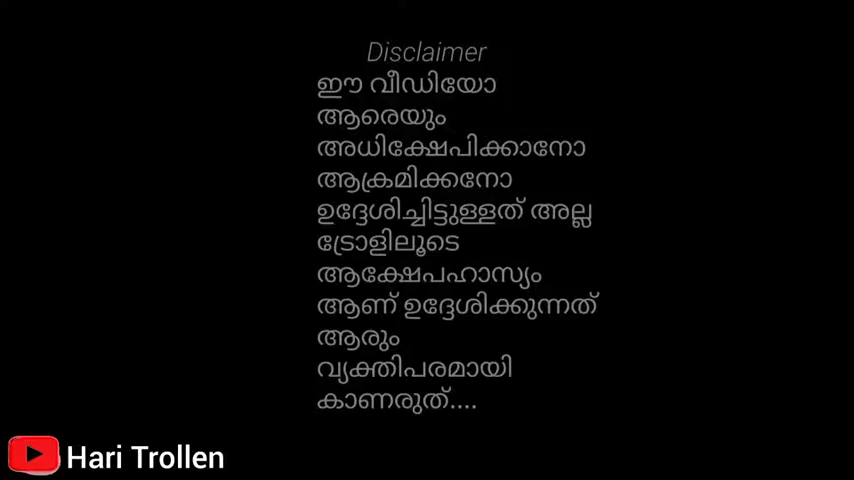 Disclaimer
ഈ വീഡിയോ
ആരെയും
അധിക്ഷേപിക്കാനോ
ആക്രമിക്കനോ
ഉദ്ദേശിച്ചിട്ടുള്ളത് അല്ല
ട്രോളിലൂടെ
ആക്ഷേപഹാസ്യം
ആണ് ഉദ്ദേശിക്കുന്നത്
ആരും
വ്യക്തിപരമായി
കാണരുത്....
Hari Trollen